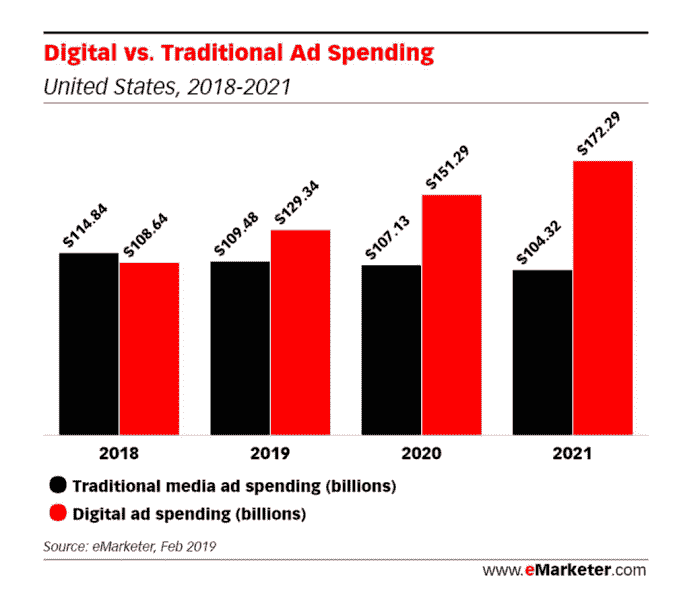 Digital vs. Traditional Ad Spending
United States, 2018-2021
$114.84
$108.64
$109.48
$129.34
$107.13
$151.29
$104.32
$172.29
2018
2019
2020
2021
Traditional media ad spending (billions)
Digital ad spending (billions)
Source: eMarketer, Feb 2019
www.eMarketer.com